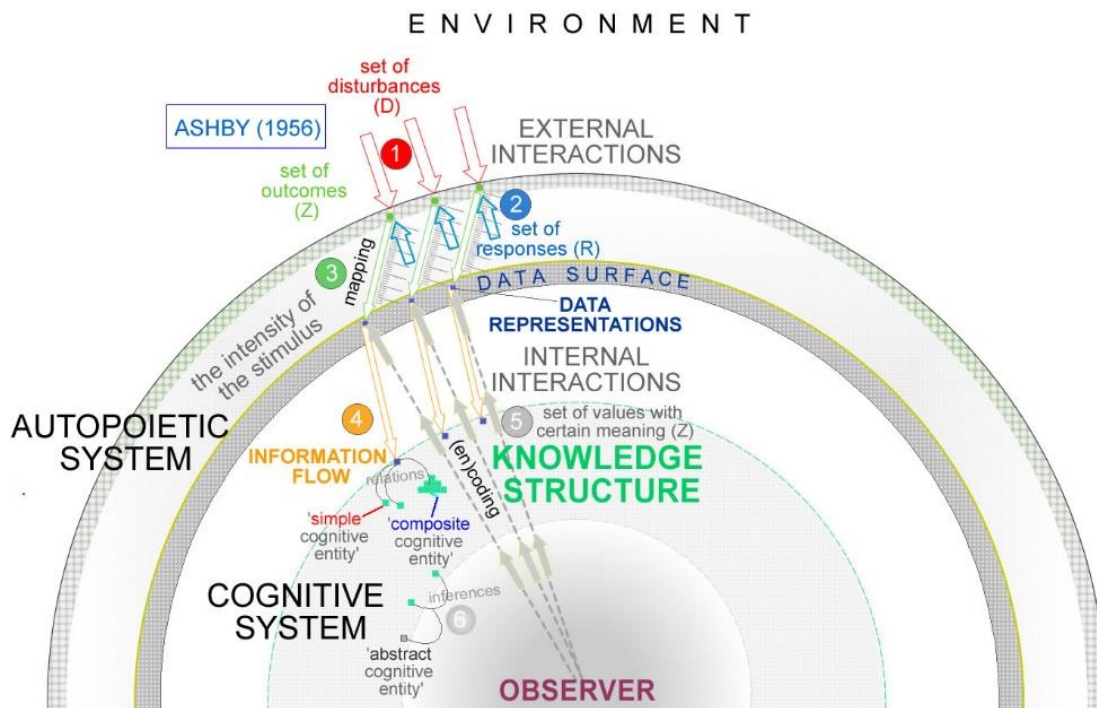 ENVIRONMENT
set of
disturbances
(D)
ASHBY (1956)
1
EXTERNAL
INTERACTIONS
set of
outcomes
(Z)
2
set of
responses (R)
3
mapping
DATA SURFACE
the intensity of
the stimulus
DATA
REPRESENTATIONS
INTERNAL
INTERACTIONS
AUTOPOIETIC
SYSTEM
4
5
set of values with
certain meaning (Z)
INFORMATION
FLOW
(en)coding
KNOWLEDGE
STRUCTURE
relations
'simple
cognitive
entity'
'composite
cognitive
entity'
COGNITIVE
SYSTEM
inferences
6
'abstract
cognitive
entity'
OBSERVER